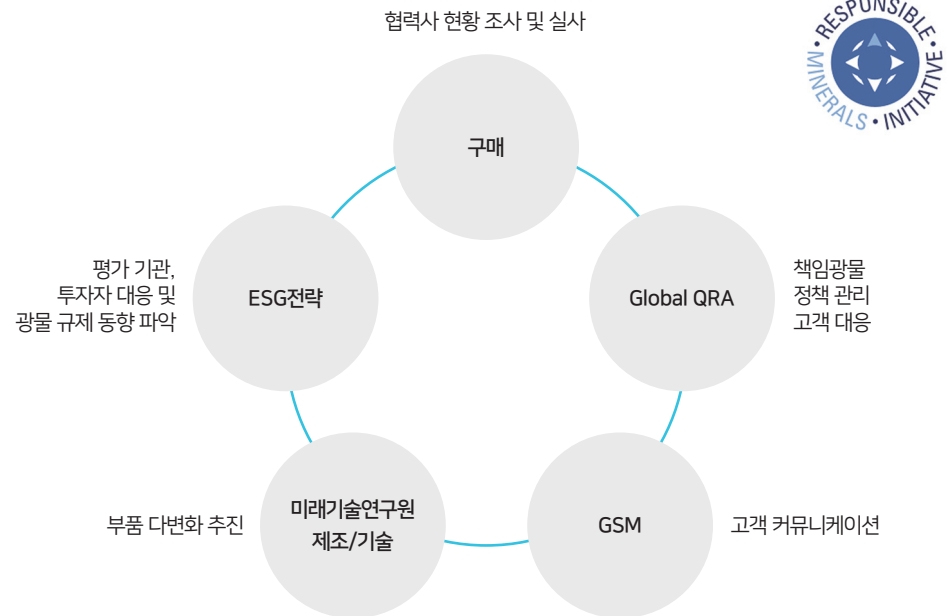 협력사 현황 조사 및 실사
RESPONSIBLE
MINERALS • INITIATIVE
구매
평가 기관,
투자자 대응 및
광물 규제 동향 파악
ESG전략
Global QRA
책임광물
정책 관리
고객 대응
부품 다변화 추진
미래기술연구원
제조/기술
GSM
고객 커뮤니케이션